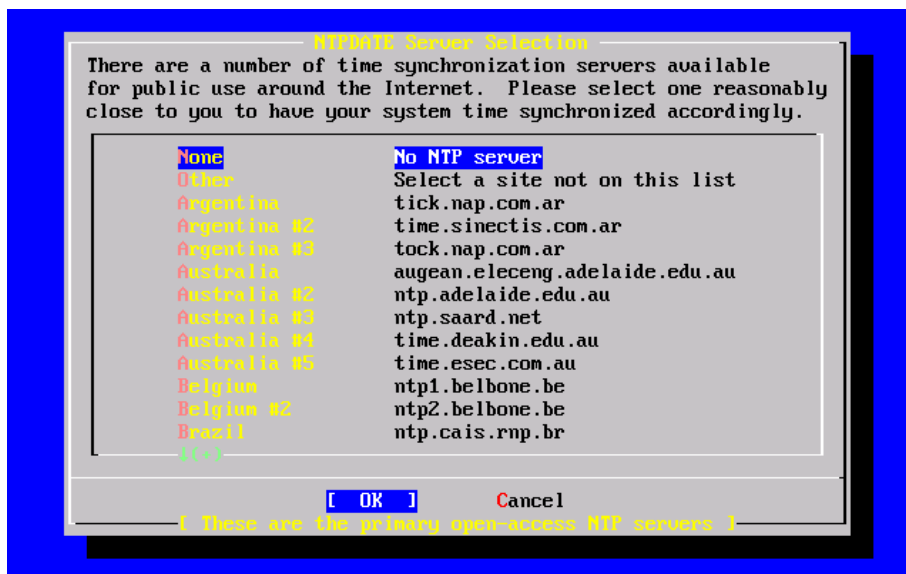 NTPDATE Server Selection
There are a number of time synchronization servers available
for public use around the Internet. Please select one reasonably
close to you to have your system time synchronized accordingly.
None No NTP server
Other Select a site not on this list
Argentina tick.nap.com.ar
Argentina #2 time.sinectis.com.ar
Argentina #3 tock.nap.com.ar
Australia augean.eleceng.adelaide.edu.au
Australia #2 ntp.adelaide.edu.au
Australia #3 ntp.saard.net
Australia #4 time.deakin.edu.au
Australia #5 time.esec.com.au
Belgium ntp1.belbone.be
Belgium #2 ntp2.belbone.be
Brazil ntp.cais.rnp.br
↓(+)
[ OK ] Cancel
[ These are the primary open-access NTP servers ]